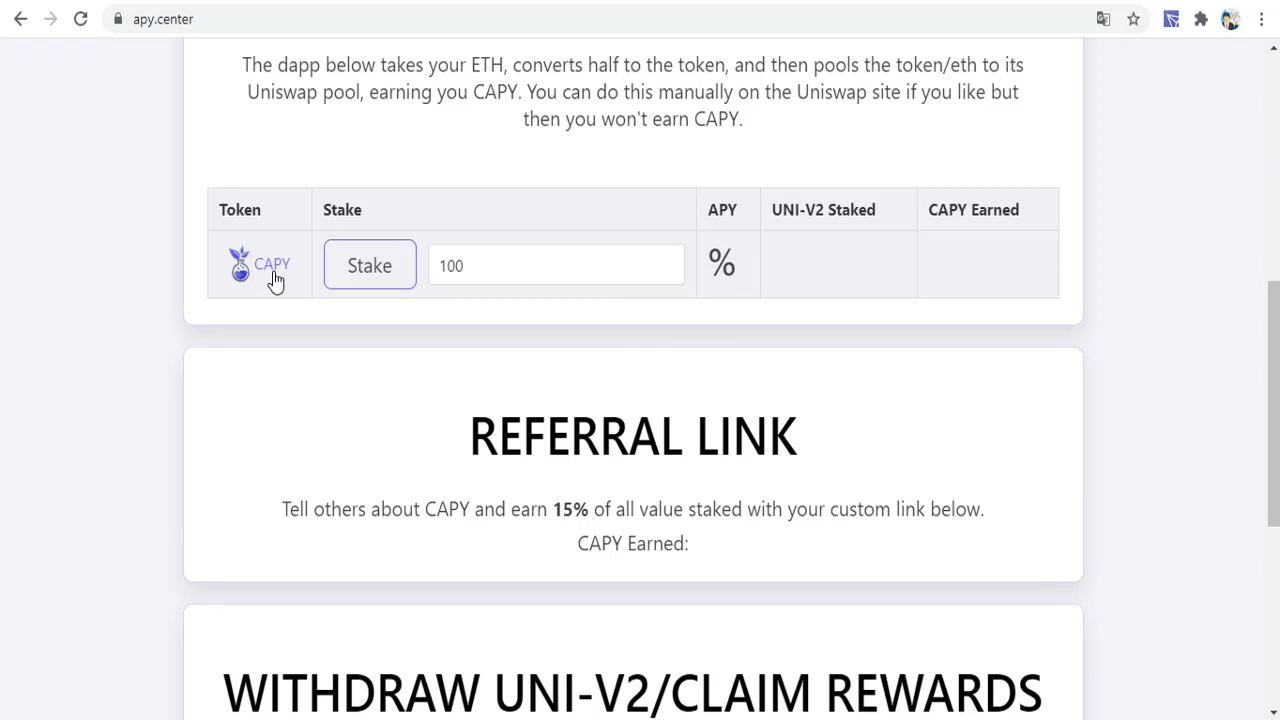 apy.center
The dapp below takes your ETH, converts half to the token, and then pools the token/eth to its
Uniswap pool, earning you CAPY. You can do this manually on the Uniswap site if you like but
then you won't earn CAPY.
Token Stake APY UNI-V2 Staked CAPY Earned
CAPY Stake 100 %
REFERRAL LINK
Tell others about CAPY and earn 15% of all value staked with your custom link below.
CAPY Earned:
WITHDRAW UNI-V2/CLAIM REWARDS